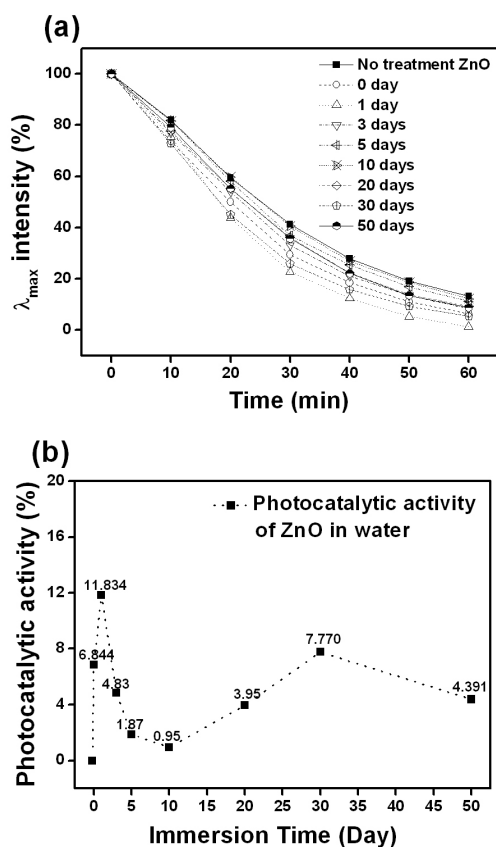 (a)
No treatment ZnO
0 day
1 day
3 days
5 days
10 days
20 days
30 days
50 days
100
80
60
40
20
0
λmax intensity (%)
0 10 20 30 40 50 60
Time (min)
(b)
Photocatalytic activity
of ZnO in water
20
16
12
8
4
0
Photocatalytic activity (%)
11.834
6.844
4.83
1.87
0.95
3.95
7.770
4.391
0 5 10 15 20 25 30 35 40 45 50
Immersion Time (Day)